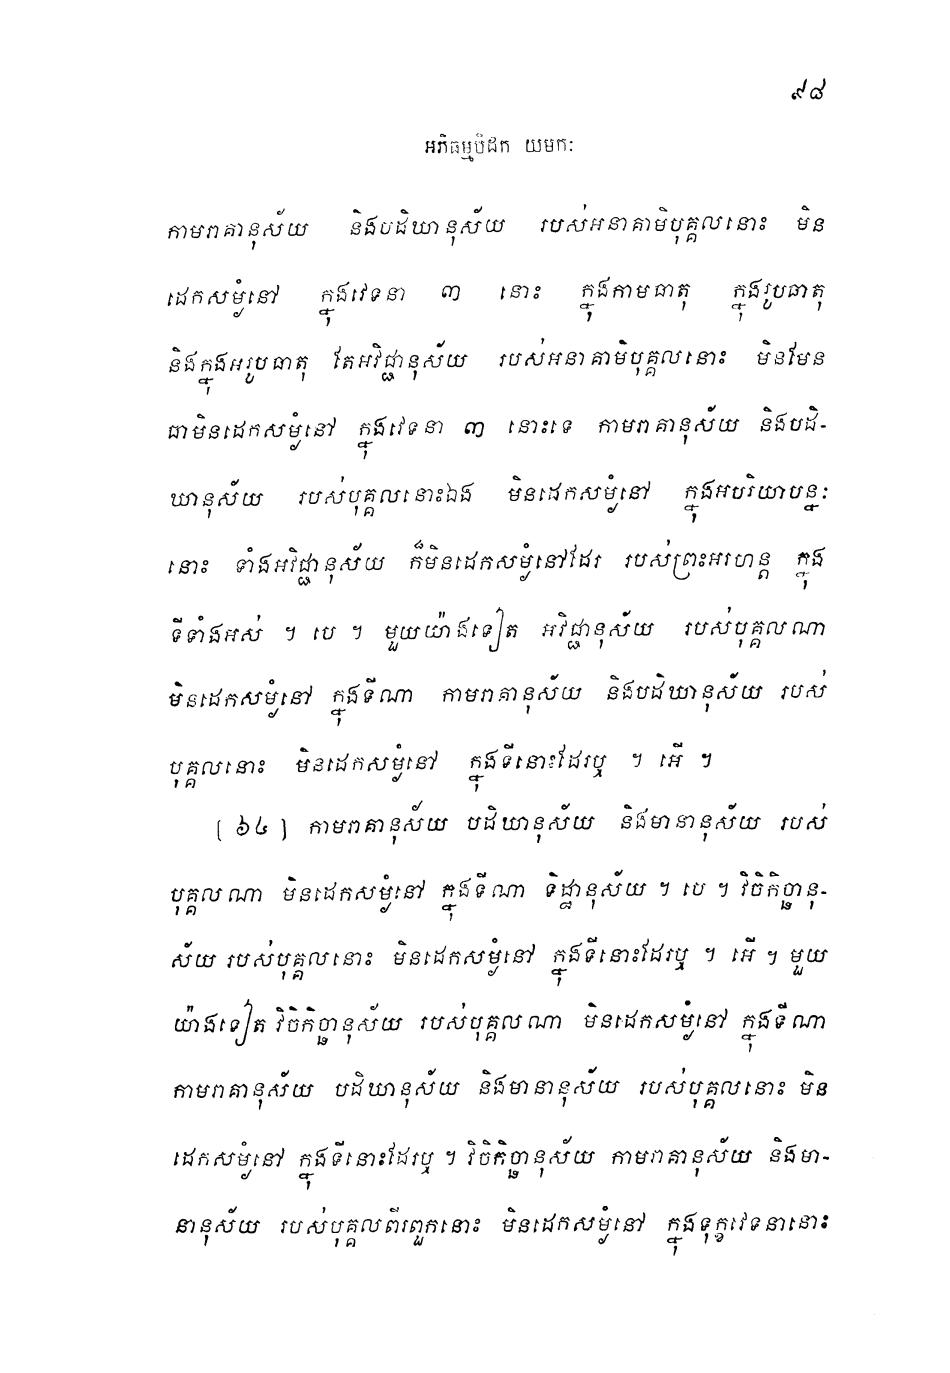 ៩៨
អភិធម្មបិដក យមកៈ
កាមរាគានុស័យ និងបដិឃានុស័យ របស់អនាគាមិបុគ្គលនោះ មិន
ដេកសម្ងំនៅ ក្នុងវេទនា ៣ នោះ ក្នុងកាមធាតុ ក្នុងរូបធាតុ
និងក្នុងអរូបធាតុ តែអវិជ្ជានុស័យ របស់អនាគាមិបុគ្គលនោះ មិនមែន
ជាមិនដេកសម្ងំនៅ ក្នុងវេទនា ៣ នោះទេ កាមរាគានុស័យ និងបដិ-
ឃានុស័យ របស់បុគ្គលនោះឯង មិនដេកសម្ងំនៅ ក្នុងអបរិយាបន្នៈ
នោះ ទាំងអវិជ្ជានុស័យ ក៏មិនដេកសម្ងំនៅដែរ របស់ព្រះអរហន្ត ក្នុង
ទីទាំងអស់ ។ បេ ។ មួយយ៉ាងទៀត អវិជ្ជានុស័យ របស់បុគ្គលណា
មិនដេកសម្ងំនៅ ក្នុងទីណា កាមរាគានុស័យ និងបដិឃានុស័យ របស់
បុគ្គលនោះ មិនដេកសម្ងំនៅ ក្នុងទីនោះដែរឬ ។ អើ ។
[ ៦៤ ] កាមរាគានុស័យ បដិឃានុស័យ និងមានានុស័យ របស់
បុគ្គលណា មិនដេកសម្ងំនៅ ក្នុងទីណា ទិដ្ឋានុស័យ ។ បេ ។ វិចិកិច្ឆានុ-
ស័យ របស់បុគ្គលនោះ មិនដេកសម្ងំនៅ ក្នុងទីនោះដែរឬ ។ អើ ។ មួយ
យ៉ាងទៀត វិចិកិច្ឆានុស័យ របស់បុគ្គលណា មិនដេកសម្ងំនៅ ក្នុងទីណា
កាមរាគានុស័យ បដិឃានុស័យ និងមានានុស័យ របស់បុគ្គលនោះ មិន
ដេកសម្ងំនៅ ក្នុងទីនោះដែរឬ ។ វិចិកិច្ឆានុស័យ កាមរាគានុស័យ និងមា-
នានុស័យ របស់បុគ្គលពីរពួកនោះ មិនដេកសម្ងំនៅ ក្នុងទុក្ខវេទនានោះ